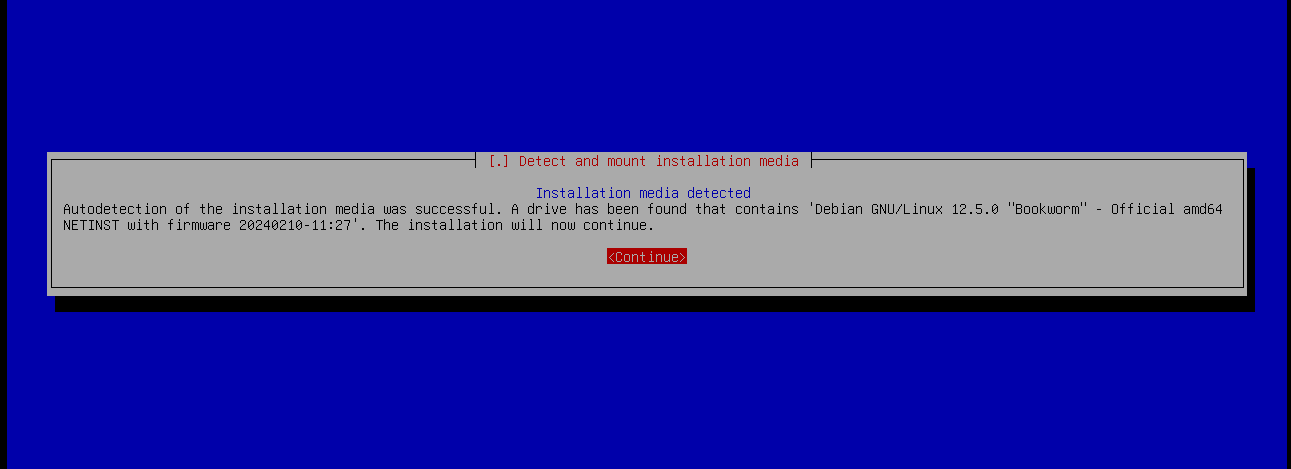 [.] Detect and mount installation media
Installation media detected
Autodetection of the installation media was successful. A drive has been found that contains 'Debian GNU/Linux 12.5.0 "Bookworm" - Official amd64
NETINST with firmware 20240210-11:27'. The installation will now continue.
<Continue>